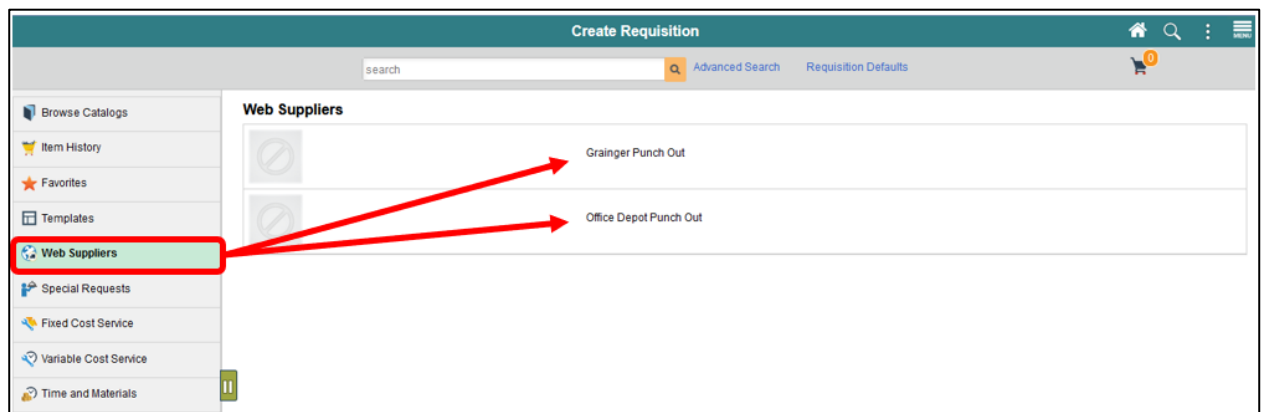 Create Requisition
MENU
search
Advanced Search
Requisition Defaults
0
Browse Catalogs
Item History
Favorites
Templates
Web Suppliers
Special Requests
Fixed Cost Service
Variable Cost Service
Time and Materials
Web Suppliers
Grainger Punch Out
Office Depot Punch Out